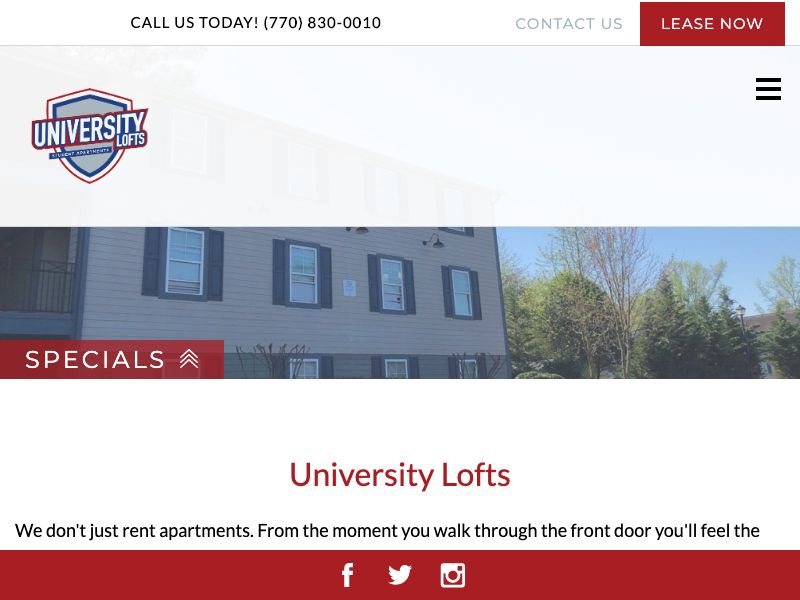 CALL US TODAY! (770) 830-0010
CONTACT US
LEASE NOW
UNIVERSITY
LOFTS
STUDENT APARTMENTS
SPECIALS
University Lofts
We don't just rent apartments. From the moment you walk through the front door you'll feel the